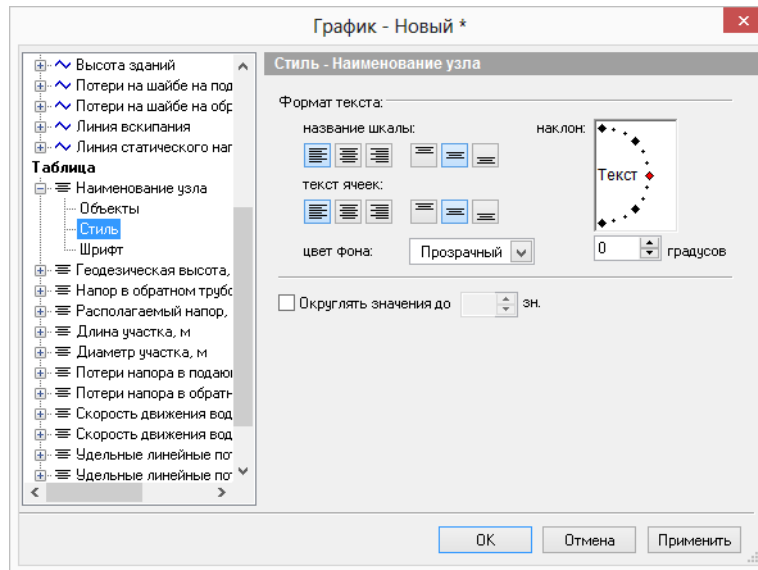 График - Новый *
Высота зданий
Потери на шайбе на под
Потери на шайбе на обр
Линия вскипания
Линия статического наг
Таблица
Наименование узла
Объекты
Стиль
Шрифт
Геодезическая высота,
Напор в обратном трубо
Располагаемый напор,
Длина участка, м
Диаметр участка, м
Потери напора в подаю
Потери напора в обратн
Скорость движения вод
Скорость движения вод
Удельные линейные пот
Удельные линейные пот
Стиль - Наименование узла
Формат текста:
название шкалы:
наклон:
Текст
текст ячеек:
цвет фона:
Прозрачный
0
градусов
Округлять значения до
зн.
ОК
Отмена
Применить